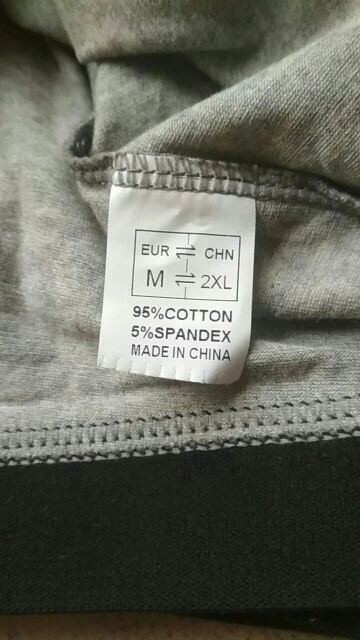 EUR ⇌ CHN
M ⇌ 2XL
95%COTTON
5%SPANDEX
MADE IN CHINA